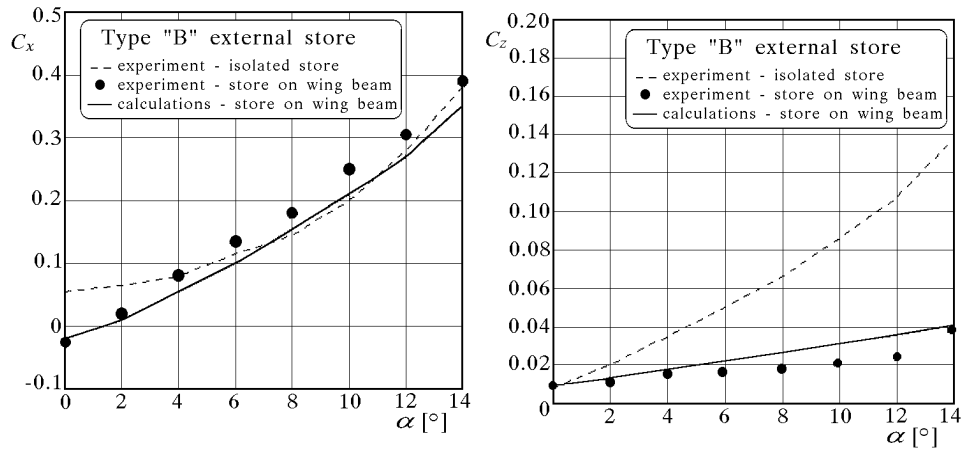 0.5
Cx
Type "B" external store
experiment - isolated store
experiment - store on wing beam
calculations - store on wing beam
0.4
0.3
0.2
0.1
0
-0.1
0 2 4 6 8 10 12 14
α [°]
0.20
Cz
Type "B" external store
experiment - isolated store
experiment - store on wing beam
calculations - store on wing beam
0.18
0.16
0.14
0.12
0.10
0.08
0.06
0.04
0.02
0
0 2 4 6 8 10 12 14
α [°]